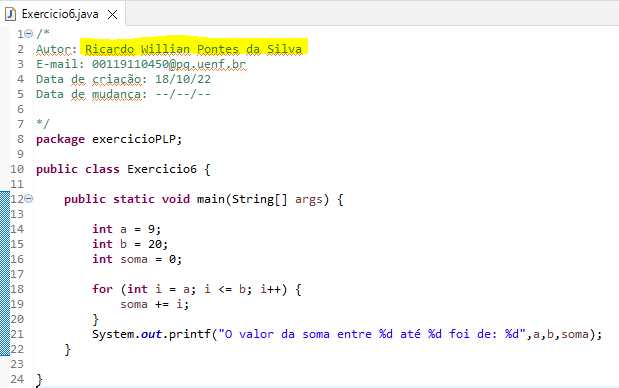 Exercicio6.java
1 /*
2 Autor: Ricardo Willian Pontes da Silva
3 E-mail: 00119110450@pq.uenf.br
4 Data de criação: 18/10/22
5 Data de mudança: --/--/--
6
7 */
8 package exercicioPLP;
9
10 public class Exercicio6 {
11
12 public static void main(String[] args) {
13
14 int a = 9;
15 int b = 20;
16 int soma = 0;
17
18 for (int i = a; i <= b; i++) {
19 soma += i;
20 }
21 System.out.printf("O valor da soma entre %d até %d foi de: %d",a,b,soma);
22 }
23
24 }